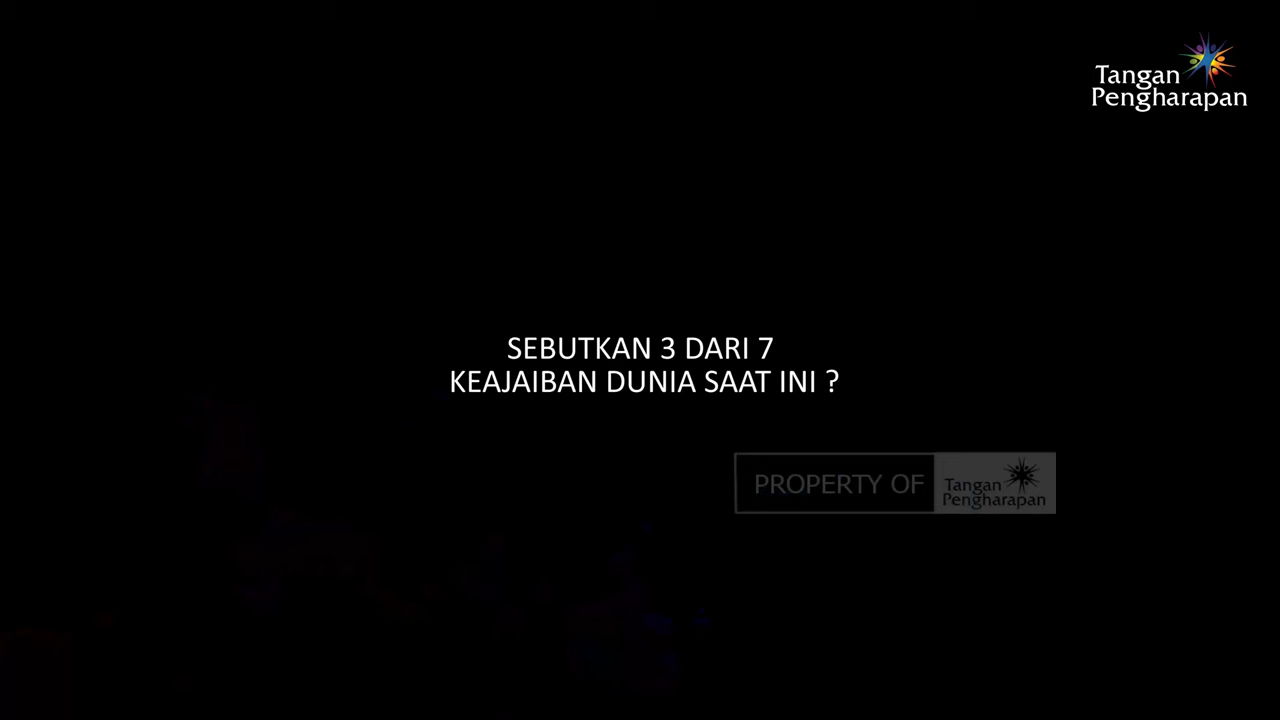 Tangan
Pengharapan
SEBUTKAN 3 DARI 7
KEAJAIBAN DUNIA SAAT INI ?
PROPERTY OF
Tangan
Pengharapan